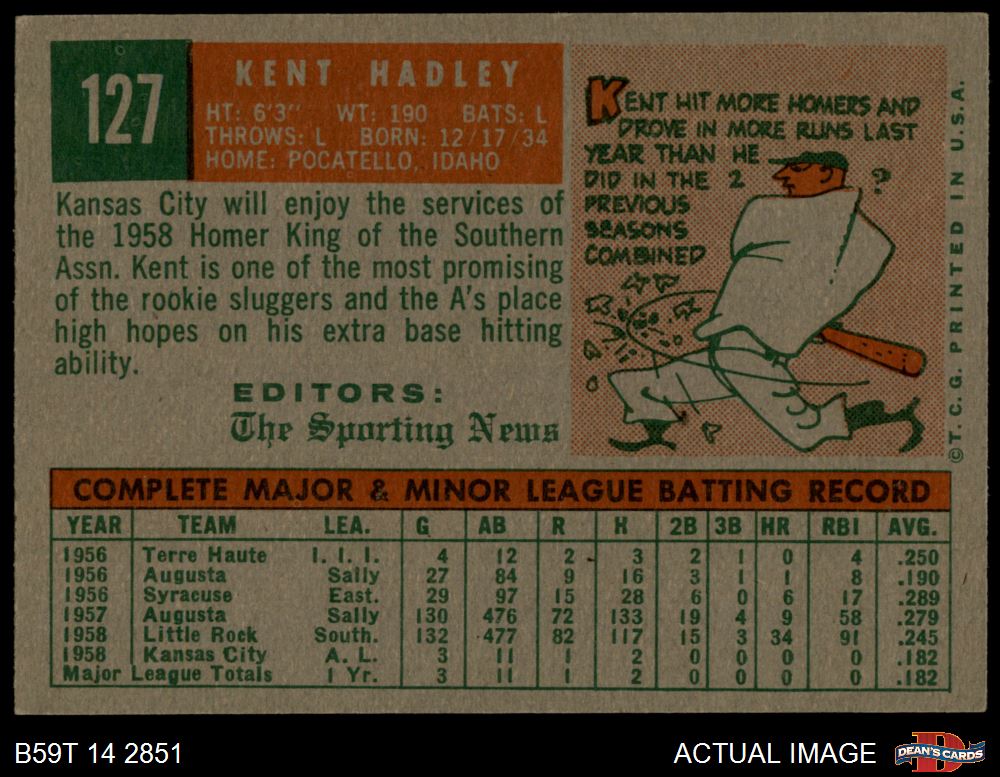 127
KENT HADLEY
HT: 6'3" WT: 190 BATS: L
THROWS: L BORN: 12/17/34
HOME: POCATELLO, IDAHO
Kansas City will enjoy the services of
the 1958 Homer King of the Southern
Assn. Kent is one of the most promising
of the rookie sluggers and the A's place
high hopes on his extra base hitting
ability.
EDITORS:
The Sporting News
KENT HIT MORE HOMERS AND
DROVE IN MORE RUNS LAST
YEAR THAN HE
DID IN THE 2
PREVIOUS
SEASONS
COMBINED
?
©T.C.G. PRINTED IN U.S.A.
COMPLETE MAJOR & MINOR LEAGUE BATTING RECORD
YEAR TEAM LEA. G AB R H 2B 3B HR RBI AVG.
1956 Terre Haute I. I. I. 4 12 2 3 2 1 0 4 .250
1956 Augusta Sally 27 84 9 16 3 1 1 8 .190
1956 Syracuse East. 29 97 15 28 6 0 6 17 .289
1957 Augusta Sally 130 476 72 133 19 4 9 58 .279
1958 Little Rock South. 132 477 82 117 15 3 34 91 .245
1958 Kansas City A. L. 3 11 1 2 0 0 0 0 .182
Major League Totals 1 Yr. 3 11 1 2 0 0 0 0 .182
B59T 14 2851
ACTUAL IMAGE
DEAN'S CARDS